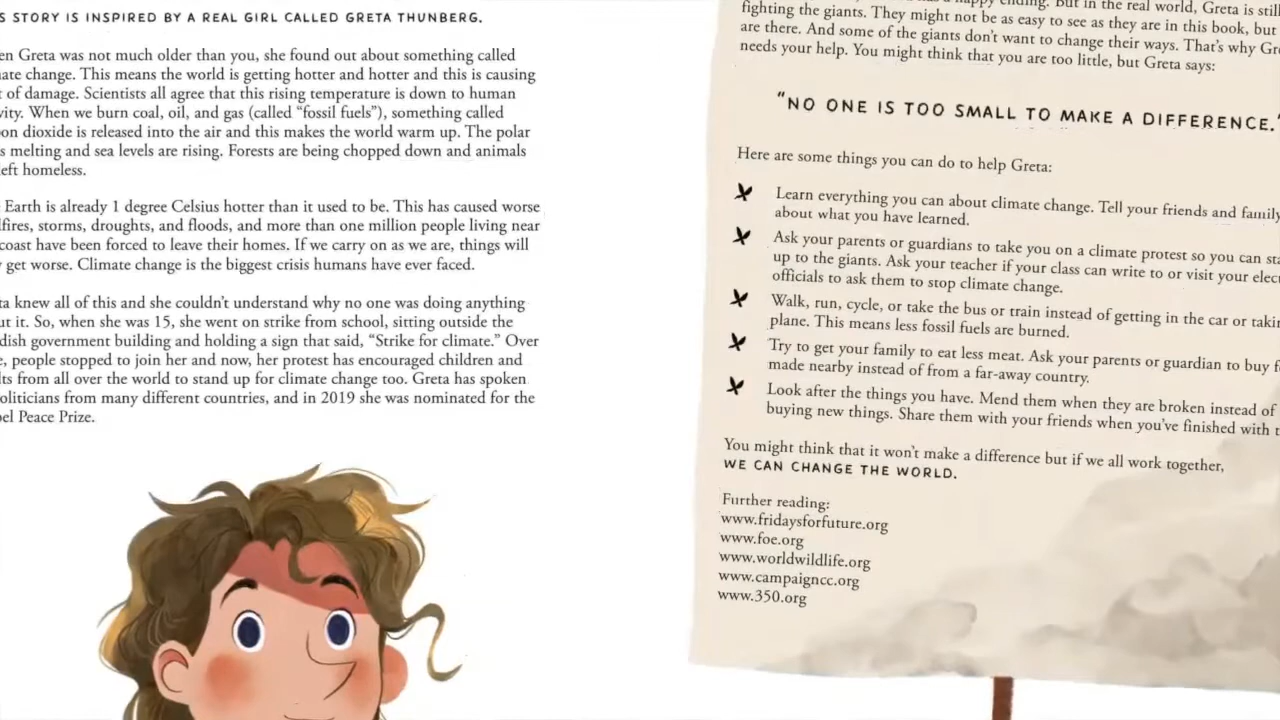 S STORY IS INSPIRED BY A REAL GIRL CALLED GRETA THUNBERG.
en Greta was not much older than you, she found out about something called
ate change. This means the world is getting hotter and hotter and this is causing
t of damage. Scientists all agree that this rising temperature is down to human
vity. When we burn coal, oil, and gas (called “fossil fuels”), something called
on dioxide is released into the air and this makes the world warm up. The polar
s melting and sea levels are rising. Forests are being chopped down and animals
eft homeless.
Earth is already 1 degree Celsius hotter than it used to be. This has caused worse
lfires, storms, droughts, and floods, and more than one million people living near
coast have been forced to leave their homes. If we carry on as we are, things will
y get worse. Climate change is the biggest crisis humans have ever faced.
ta knew all of this and she couldn’t understand why no one was doing anything
ut it. So, when she was 15, she went on strike from school, sitting outside the
dish government building and holding a sign that said, “Strike for climate.” Over
e, people stopped to join her and now, her protest has encouraged children and
lts from all over the world to stand up for climate change too. Greta has spoken
oliticians from many different countries, and in 2019 she was nominated for the
el Peace Prize.
happy ending. But in the real world, Greta is still
fighting the giants. They might not be as easy to see as they are in this book, but
are there. And some of the giants don’t want to change their ways. That’s why Gr
needs your help. You might think that you are too little, but Greta says:
“NO ONE IS TOO SMALL TO MAKE A DIFFERENCE.”
Here are some things you can do to help Greta:
Learn everything you can about climate change. Tell your friends and family
about what you have learned.
Ask your parents or guardians to take you on a climate protest so you can sta
up to the giants. Ask your teacher if your class can write to or visit your elec
officials to ask them to stop climate change.
Walk, run, cycle, or take the bus or train instead of getting in the car or takin
plane. This means less fossil fuels are burned.
Try to get your family to eat less meat. Ask your parents or guardian to buy f
made nearby instead of from a far-away country.
Look after the things you have. Mend them when they are broken instead of
buying new things. Share them with your friends when you’ve finished with t
You might think that it won’t make a difference but if we all work together,
WE CAN CHANGE THE WORLD.
Further reading:
www.fridaysforfuture.org
www.foe.org
www.worldwildlife.org
www.campaigncc.org
www.350.org